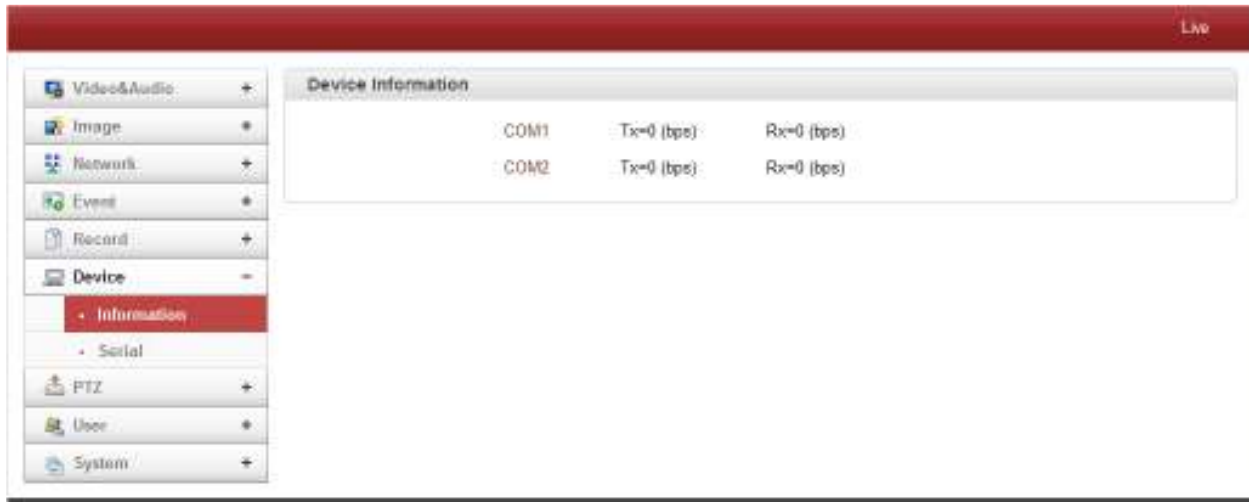 Live
Video&Audio +
Image +
Network +
Event +
Record +
Device -
Information
Serial
PTZ +
User +
System +
Device Information
COM1 Tx=0 (bps) Rx=0 (bps)
COM2 Tx=0 (bps) Rx=0 (bps)